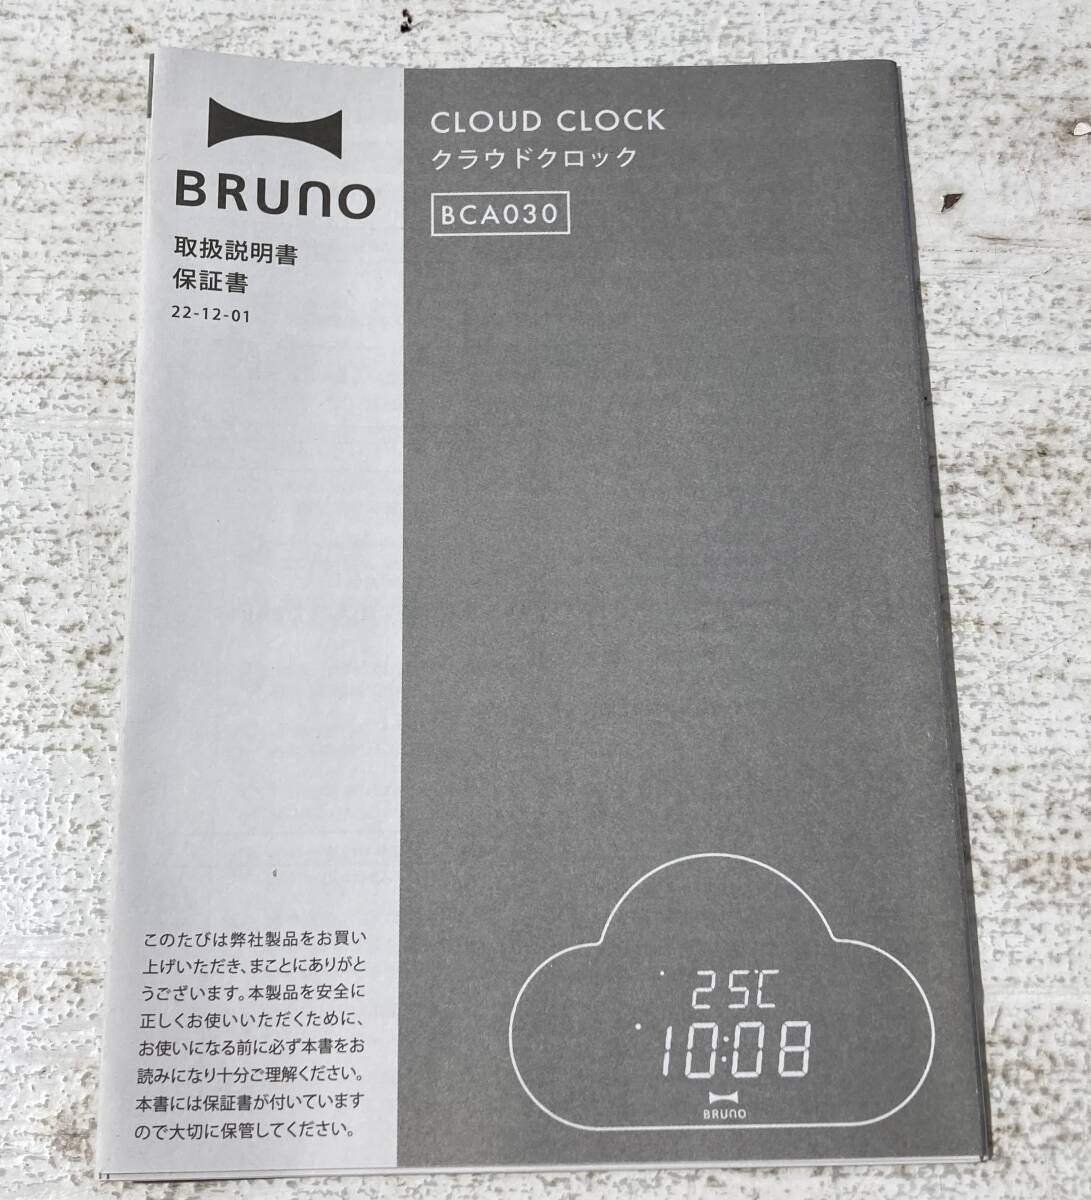 BRUNO
取扱説明書
保証書
22-12-01
CLOUD CLOCK
クラウドクロック
BCA030
このたびは弊社製品をお買い
上げいただき、まことにありがと
うございます。本製品を安全に
正しくお使いいただくために、
お使いになる前に必ず本書をお
読みになり十分ご理解ください。
本書には保証書が付いています
ので大切に保管してください。
25℃
10:08
BRUNO